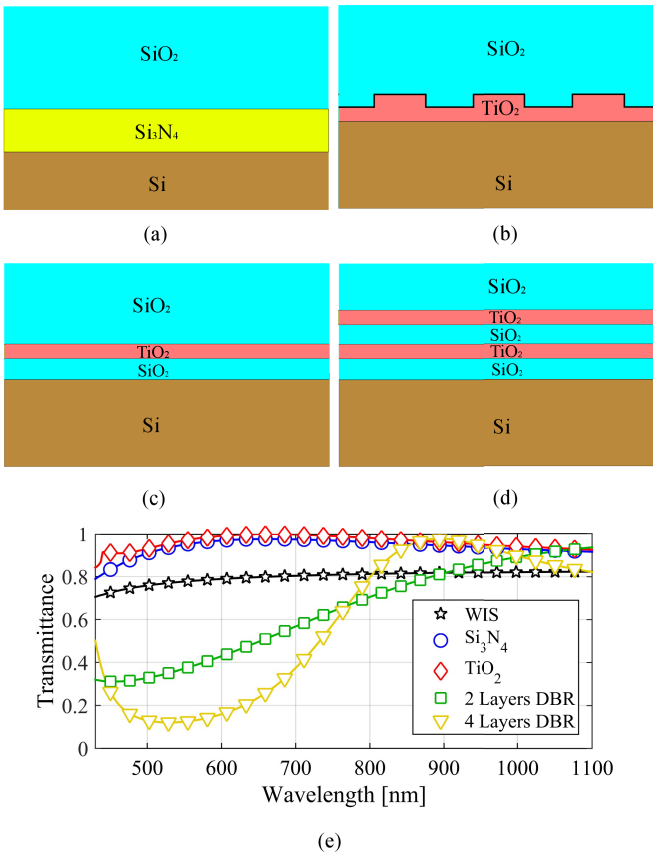 SiO₂
Si₃N₄
Si
(a)
SiO₂
TiO₂
Si
(b)
SiO₂
TiO₂
SiO₂
Si
(c)
SiO₂
TiO₂
SiO₂
TiO₂
SiO₂
Si
(d)
Transmittance
1
0.8
0.6
0.4
0.2
0
WIS
Si₃N₄
TiO₂
2 Layers DBR
4 Layers DBR
500 600 700 800 900 1000 1100
Wavelength [nm]
(e)